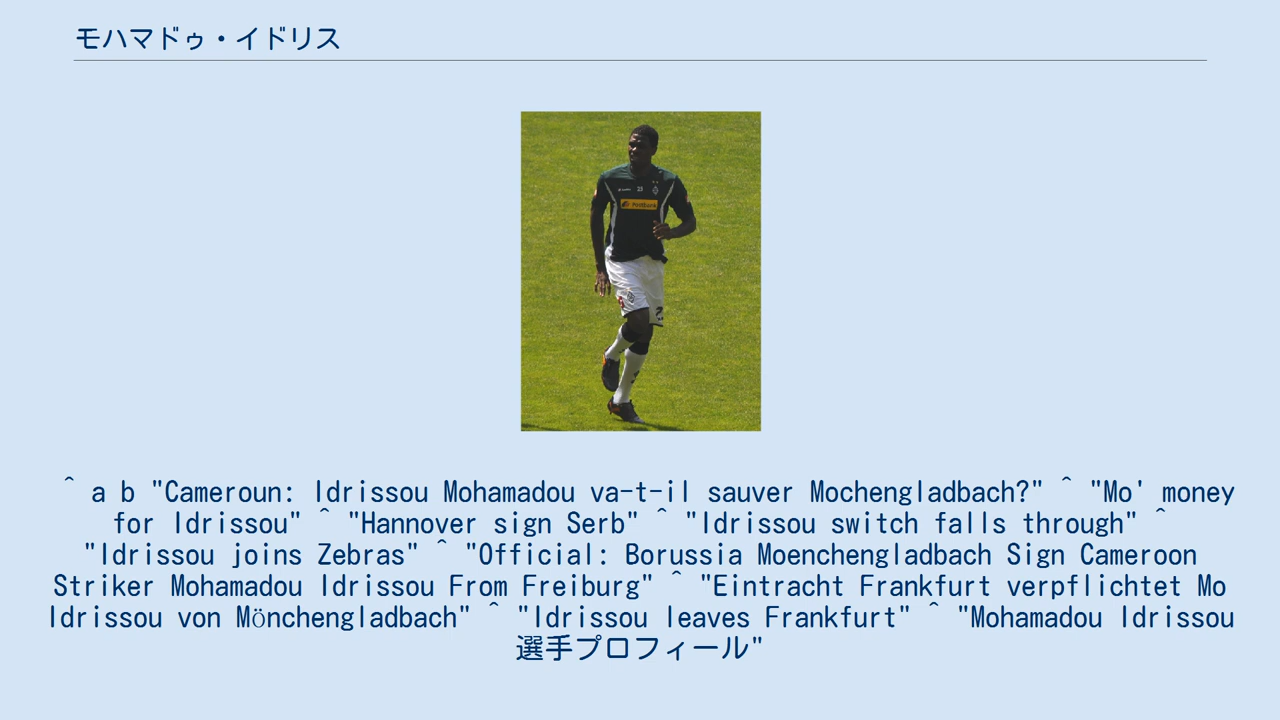 モハマドゥ・イドリス
23
Postbank
^ a b "Cameroun: Idrissou Mohamadou va-t-il sauver Mochengladbach?" ^ "Mo' money
for Idrissou" ^ "Hannover sign Serb" ^ "Idrissou switch falls through" ^
"Idrissou joins Zebras" ^ "Official: Borussia Moenchengladbach Sign Cameroon
Striker Mohamadou Idrissou From Freiburg" ^ "Eintracht Frankfurt verpflichtet Mo
Idrissou von Mönchengladbach" ^ "Idrissou leaves Frankfurt" ^ "Mohamadou Idrissou
選手プロフィール"